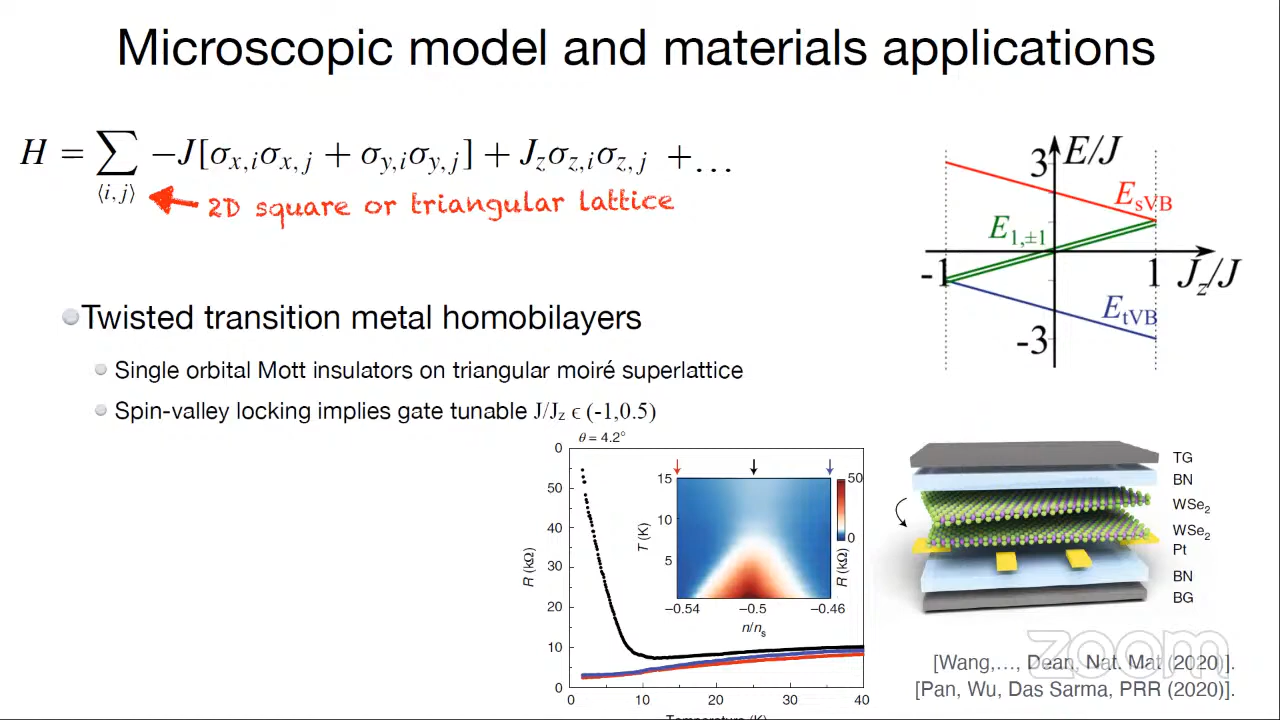 Microscopic model and materials applications
H = ∑ −J[σx,iσx,j + σy,iσy,j] + Jzσz,iσz,j +...
⟨i, j⟩
2D square or triangular lattice
E/J
3
EsVB
E1,±1
-1
1
Jz/J
EtVB
-3
Twisted transition metal homobilayers
Single orbital Mott insulators on triangular moiré superlattice
Spin-valley locking implies gate tunable J/Jz ϵ (-1,0.5)
θ = 4.2°
0
50
40
30
20
10
0
R (kΩ)
15
10
5
T (K)
50
0
R (kΩ)
−0.54 −0.5 −0.46
n/ns
0 10 20 30 40
TG
BN
WSe2
WSe2
Pt
BN
BG
zoom
[Wang,..., Dean, Nat. Mat (2020)].
[Pan, Wu, Das Sarma, PRR (2020)].